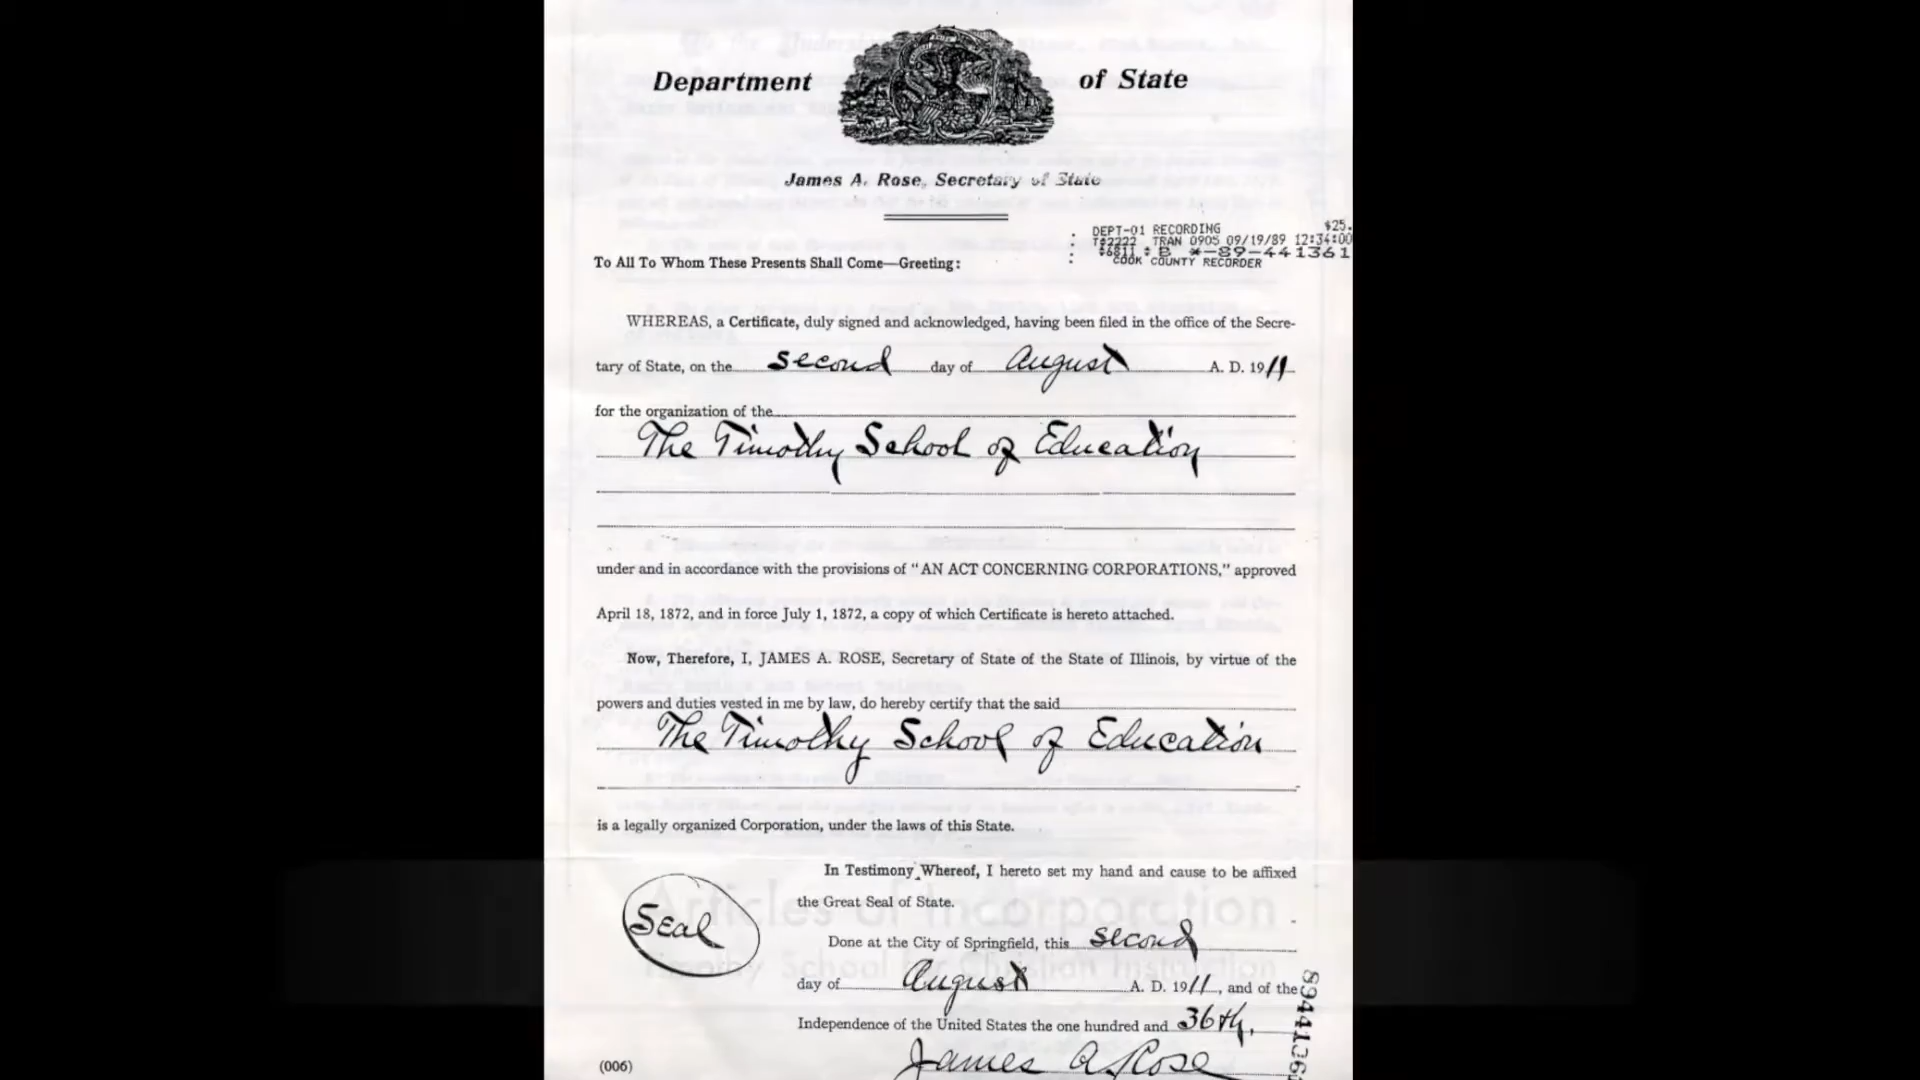 Department of State
James A. Rose, Secretary of State
DEPT-01 RECORDING $25.
T#2222 TRAN 0905 09/19/89 12:34:00
#6811 # B *-89-441361
COOK COUNTY RECORDER
To All To Whom These Presents Shall Come—Greeting:
WHEREAS, a Certificate, duly signed and acknowledged, having been filed in the office of the Secre-
tary of State, on the second day of August A. D. 1911
for the organization of the
The Timothy School of Education
under and in accordance with the provisions of "AN ACT CONCERNING CORPORATIONS," approved
April 18, 1872, and in force July 1, 1872, a copy of which Certificate is hereto attached.
Now, Therefore, I, JAMES A. ROSE, Secretary of State of the State of Illinois, by virtue of the
powers and duties vested in me by law, do hereby certify that the said
The Timothy School of Education
is a legally organized Corporation, under the laws of this State.
In Testimony Whereof, I hereto set my hand and cause to be affixed
the Great Seal of State.
Seal
Articles of Incorporation
Done at the City of Springfield, this second
Timothy School for Christian Instruction
day of August A. D. 1911, and of the
Independence of the United States the one hundred and 36th.
James A. Rose
(006)
8944136